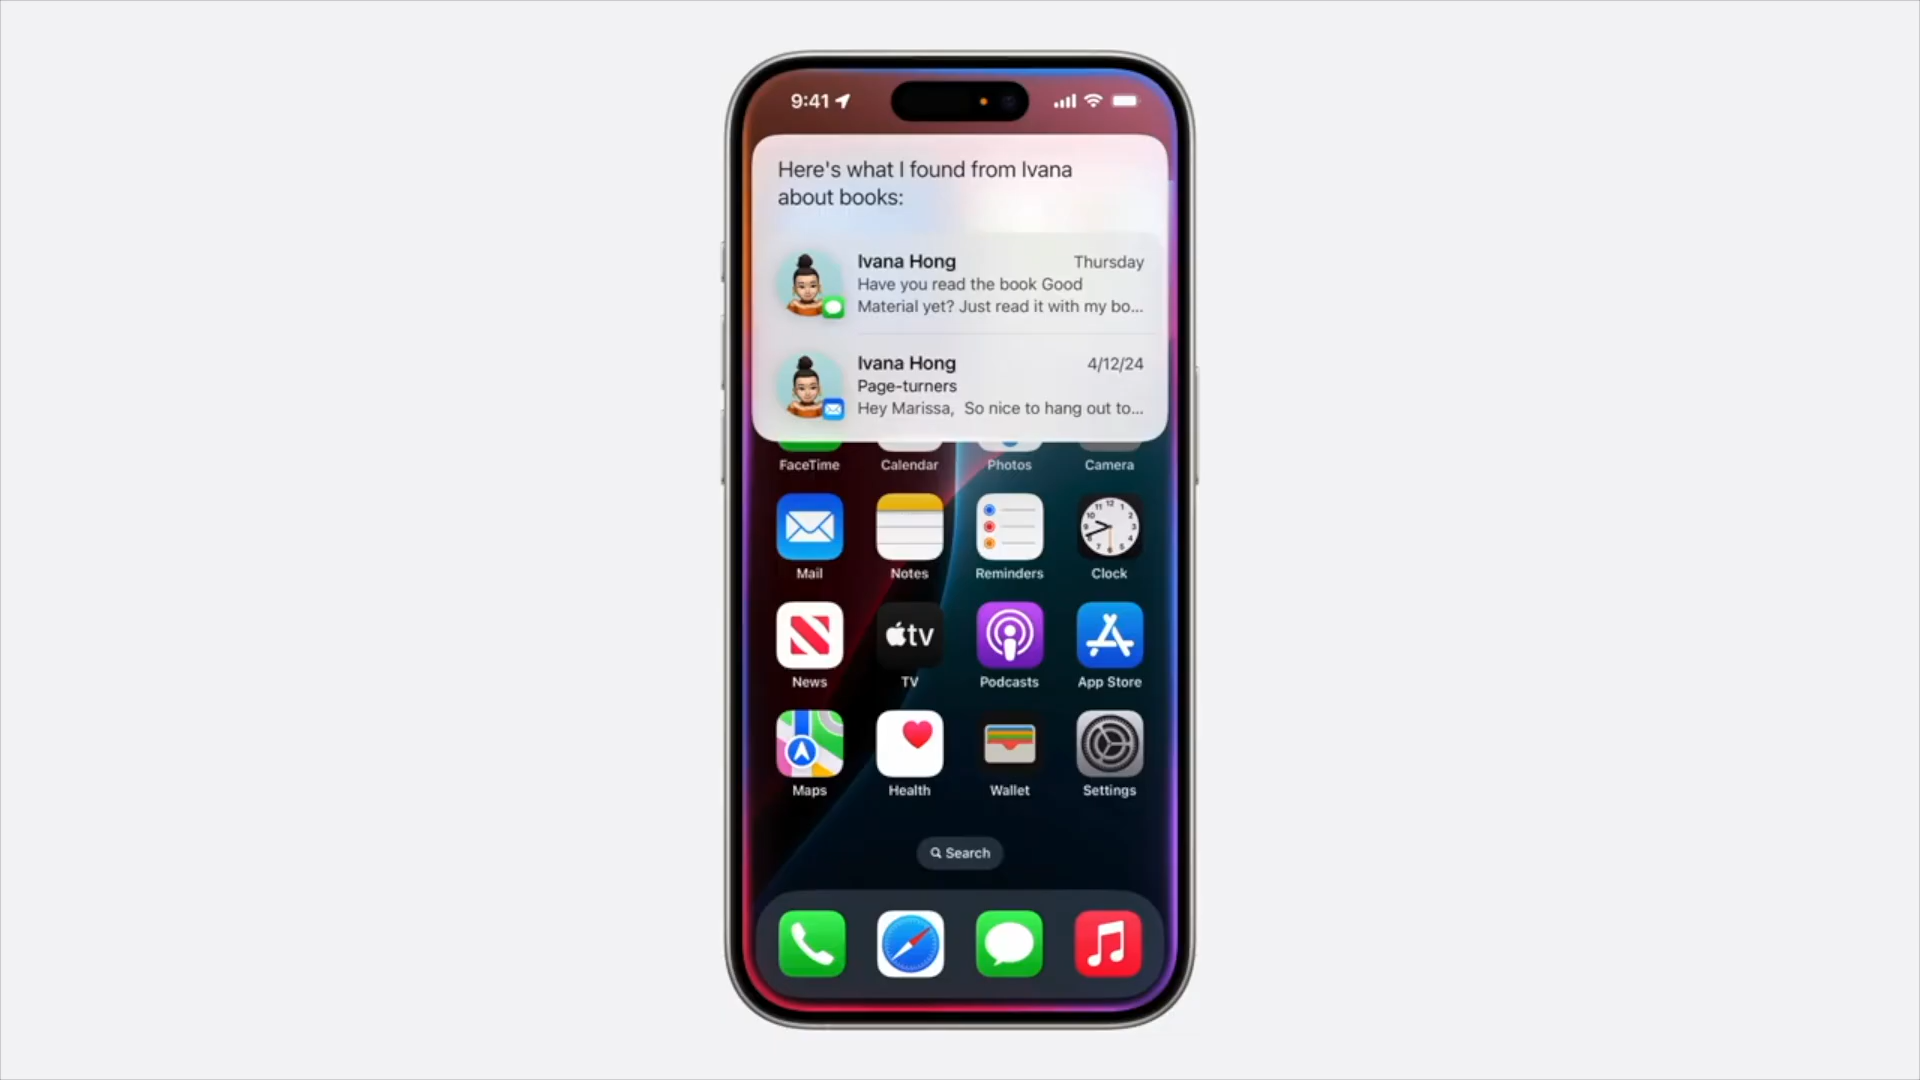 9:41
Here's what I found from Ivana
about books:
Ivana Hong Thursday
Have you read the book Good
Material yet? Just read it with my bo...
Ivana Hong 4/12/24
Page-turners
Hey Marissa, So nice to hang out to...
FaceTime Calendar Photos Camera
Mail Notes Reminders Clock
tv
News TV Podcasts App Store
Maps Health Wallet Settings
Search